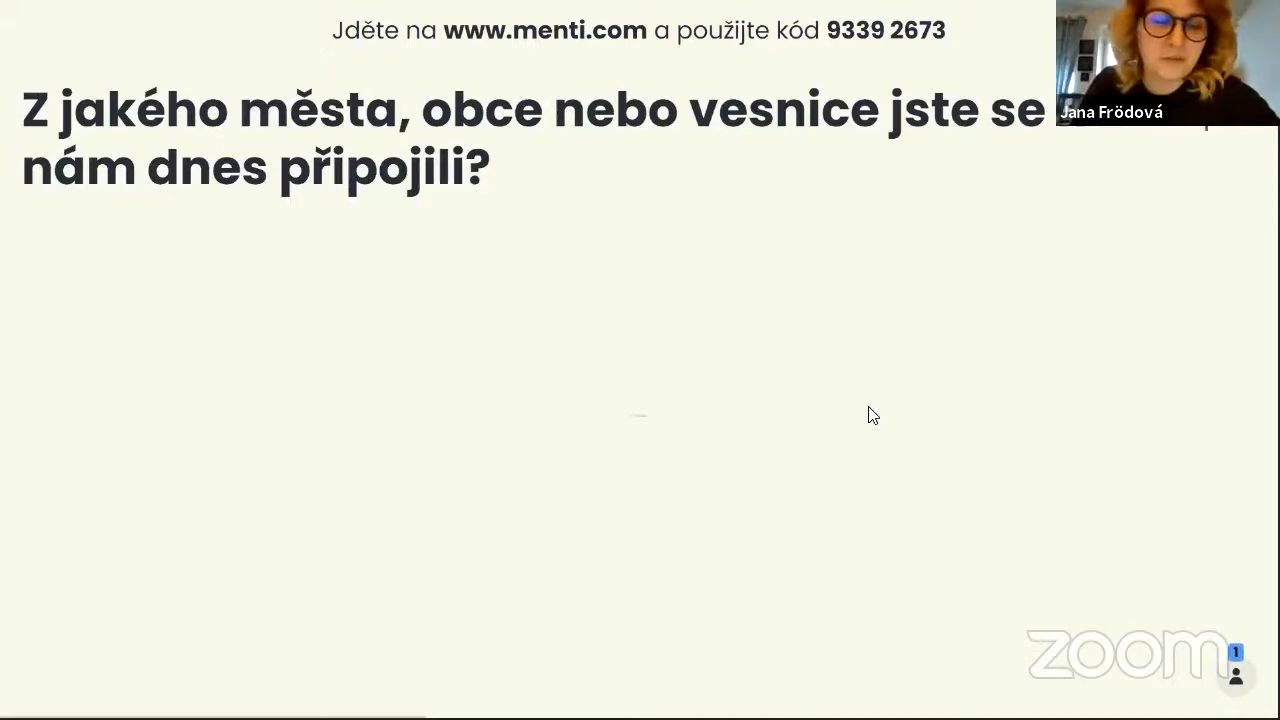 Jděte na www.menti.com a použijte kód 9339 2673
Z jakého města, obce nebo vesnice jste se
nám dnes připojili?
Jana Frödová
zoom
1